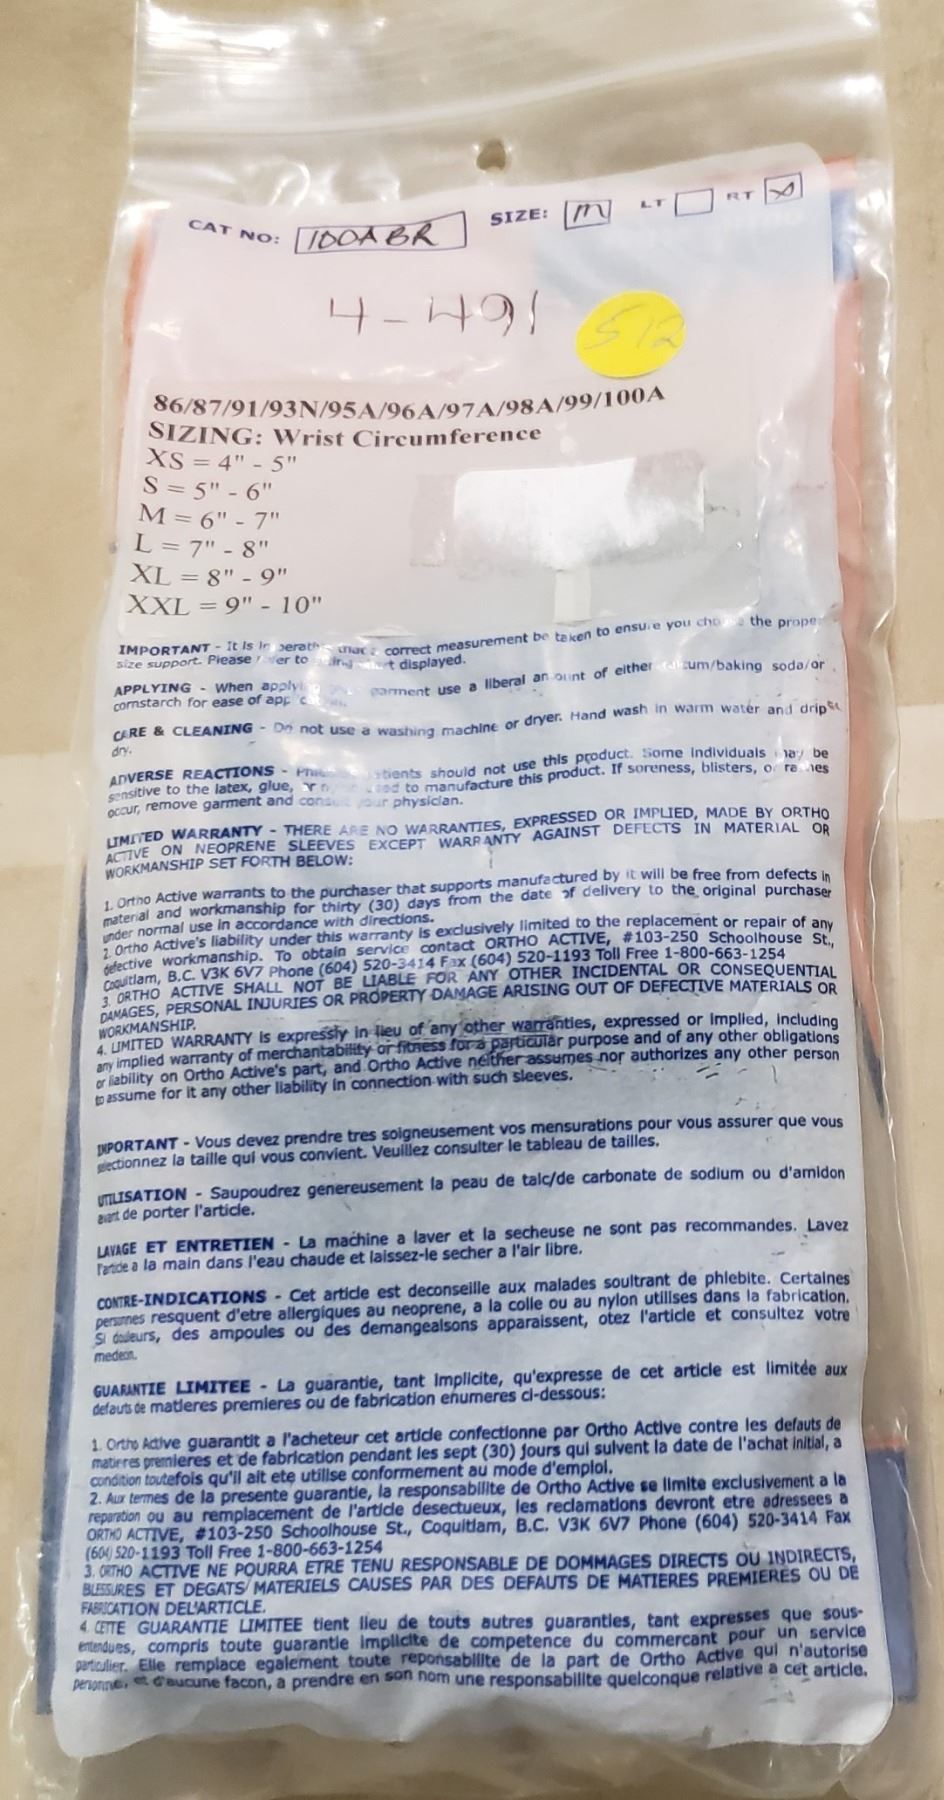 CAT NO: 100ABR SIZE: M LT RT X
4-491
512
86/87/91/93N/95A/96A/97A/98A/99/100A
SIZING: Wrist Circumference
XS = 4" - 5"
S = 5" - 6"
M = 6" - 7"
L = 7" - 8"
XL = 8" - 9"
XXL = 9" - 10"
IMPORTANT - It is correct measurement be taken to ensure you the proper
size support. Please to displayed.
APPLYING - When garment use a liberal amount of either baking soda/or
cornstarch for ease of
CARE & CLEANING - Do not use a washing machine or dryer. Hand wash in warm water and drip
dry.
ADVERSE REACTIONS - should not use this product. Some individuals may be
sensitive to the latex, glue, or to manufacture this product. If soreness, blisters, or rashes
occur, remove garment and consult your physician.
LIMITED WARRANTY - THERE ARE NO WARRANTIES, EXPRESSED OR IMPLIED, MADE BY ORTHO
ACTIVE ON NEOPRENE SLEEVES EXCEPT WARRANTY AGAINST DEFECTS IN MATERIAL OR
WORKMANSHIP SET FORTH BELOW:
1. Ortho Active warrants to the purchaser that supports manufactured by it will be free from defects in
material and workmanship for thirty (30) days from the date of delivery to the original purchaser
under normal use in accordance with directions.
2. Ortho Active's liability under this warranty is exclusively limited to the replacement or repair of any
defective workmanship. To obtain service contact ORTHO ACTIVE, #103-250 Schoolhouse St.,
Coquitlam, B.C. V3K 6V7 Phone (604) 520-3414 Fax (604) 520-1193 Toll Free 1-800-663-1254
3. ORTHO ACTIVE SHALL NOT BE LIABLE FOR ANY OTHER INCIDENTAL OR CONSEQUENTIAL
DAMAGES, PERSONAL INJURIES OR PROPERTY DAMAGE ARISING OUT OF DEFECTIVE MATERIALS OR
WORKMANSHIP.
4. LIMITED WARRANTY is expressly in lieu of any other warranties, expressed or implied, including
any implied warranty of merchantability or fitness for a particular purpose and of any other obligations
or liability on Ortho Active's part, and Ortho Active neither assumes nor authorizes any other person
to assume for it any other liability in connection with such sleeves.
IMPORTANT - Vous devez prendre tres soigneusement vos mensurations pour vous assurer que vous
selectionnez la taille qui vous convient. Veuillez consulter le tableau de tailles.
UTILISATION - Saupoudrez genereusement la peau de talc/de carbonate de sodium ou d'amidon
avant de porter l'article.
LAVAGE ET ENTRETIEN - La machine a laver et la secheuse ne sont pas recommandes. Lavez
l'article a la main dans l'eau chaude et laissez-le secher a l'air libre.
CONTRE-INDICATIONS - Cet article est deconseille aux malades soultrant de phlebite. Certaines
personnes resquent d'etre allergiques au neoprene, a la colle ou au nylon utilises dans la fabrication.
Si douleurs, des ampoules ou des demangealsons apparaissent, otez l'article et consultez votre
medecin.
GUARANTIE LIMITEE - La guarantie, tant implicite, qu'expresse de cet article est limitée aux
defauts de matieres premieres ou de fabrication enumeres ci-dessous:
1. Ortho Active guarantit a l'acheteur cet article confectionne par Ortho Active contre les defauts de
matieres premieres et de fabrication pendant les sept (30) jours qui suivent la date de l'achat initial, a
condition toutefois qu'il ait ete utilise conformement au mode d'emploi.
2. Aux termes de la presente guarantie, la responsabilite de Ortho Active se limite exclusivement a la
reparation ou au remplacement de l'article desectueux, les reclamations devront etre adressees a
ORTHO ACTIVE, #103-250 Schoolhouse St., Coquitlam, B.C. V3K 6V7 Phone (604) 520-3414 Fax
(604) 520-1193 Toll Free 1-800-663-1254
3. ORTHO ACTIVE NE POURRA ETRE TENU RESPONSABLE DE DOMMAGES DIRECTS OU INDIRECTS,
BLESSURES ET DEGATS MATERIELS CAUSES PAR DES DEFAUTS DE MATIERES PREMIERES OU DE
FABRICATION DEL'ARTICLE.
4. CETTE GUARANTIE LIMITEE tient lieu de touts autres guaranties, tant expresses que sous-
entendues, compris toute guarantie implicite de competence du commercant pour un service
particulier. Elle remplace egalement toute reponsabilite de la part de Ortho Active qui n'autorise
personne, et d'aucune facon, a prendre en son nom une responsabilite quelconque relative a cet article.